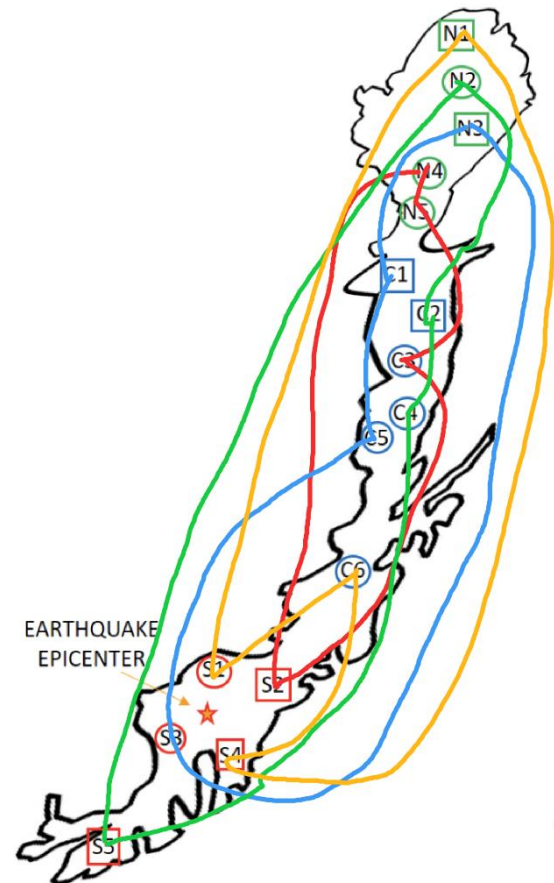 N1
N2
N3
N4
N5
C1
C2
C3
C4
C5
C6
EARTHQUAKE
EPICENTER
S1
S2
S3
S4
S5